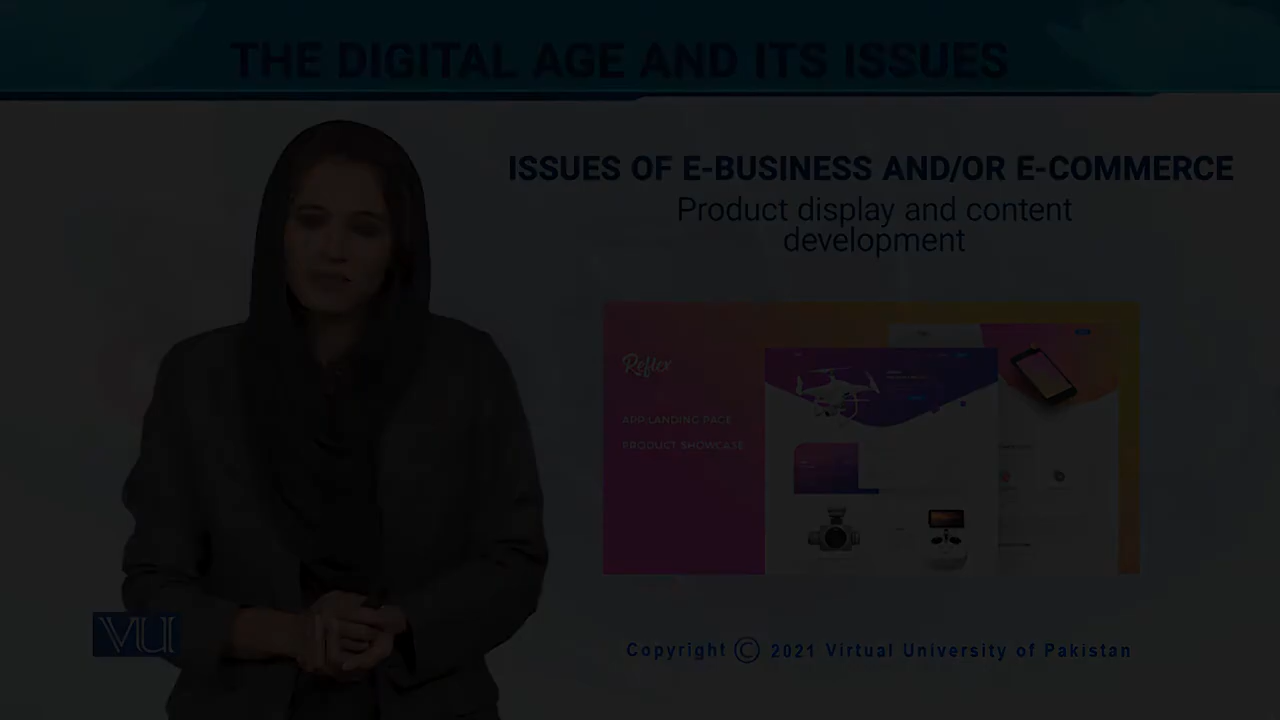 THE DIGITAL AGE AND ITS ISSUES
ISSUES OF E-BUSINESS AND/OR E-COMMERCE
Product display and content
development
Reflex
APP LANDING PAGE
PRODUCT SHOWCASE
VU
Copyright © 2021 Virtual University of Pakistan